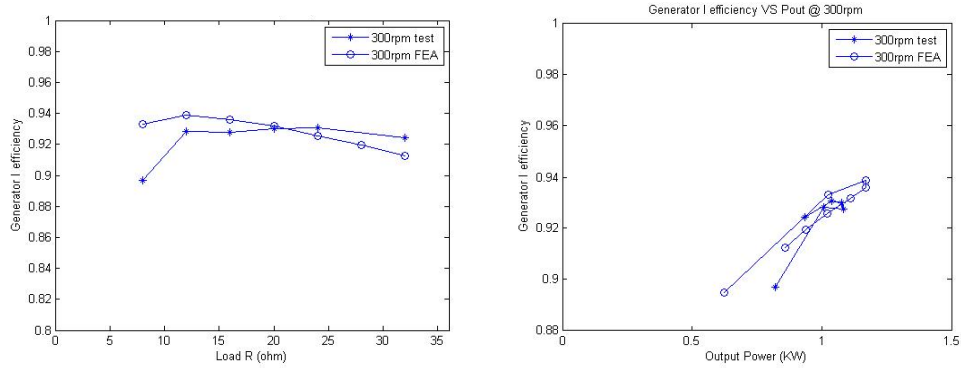 1
0.98
0.96
0.94
0.92
0.9
0.88
0.86
0.84
0.82
0.8
Generator I efficiency
0 5 10 15 20 25 30 35
Load R (ohm)
300rpm test
300rpm FEA
Generator I efficiency VS Pout @ 300rpm
1
0.98
0.96
0.94
0.92
0.9
0.88
Generator I efficiency
0 0.5 1 1.5
Output Power (KW)
300rpm test
300rpm FEA